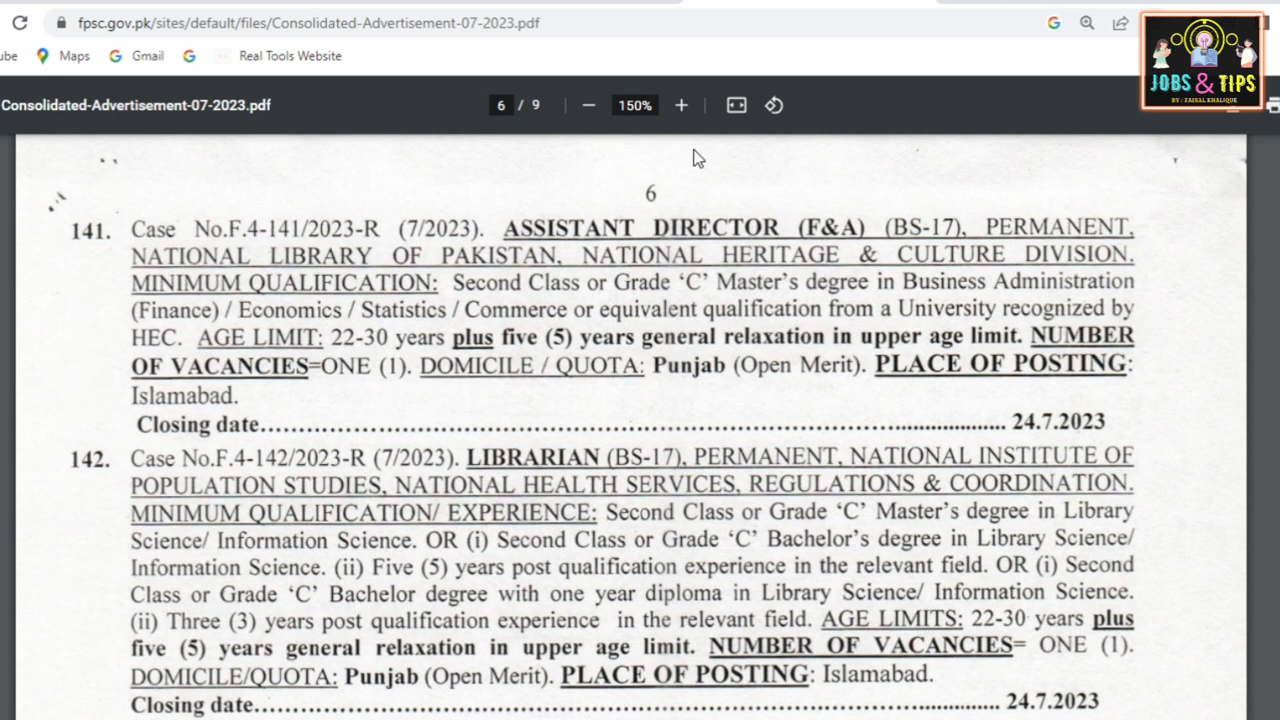 fpsc.gov.pk/sites/default/files/Consolidated-Advertisement-07-2023.pdf
ube Maps Gmail Real Tools Website
JOBS & TIPS
BY : FAISAL KHALIQUE
Consolidated-Advertisement-07-2023.pdf 6 / 9 150%
6
141. Case No.F.4-141/2023-R (7/2023). ASSISTANT DIRECTOR (F&A) (BS-17), PERMANENT,
NATIONAL LIBRARY OF PAKISTAN, NATIONAL HERITAGE & CULTURE DIVISION.
MINIMUM QUALIFICATION: Second Class or Grade ‘C’ Master’s degree in Business Administration
(Finance) / Economics / Statistics / Commerce or equivalent qualification from a University recognized by
HEC. AGE LIMIT: 22-30 years plus five (5) years general relaxation in upper age limit. NUMBER
OF VACANCIES=ONE (1). DOMICILE / QUOTA: Punjab (Open Merit). PLACE OF POSTING:
Islamabad.
Closing date.......................................................................................................... 24.7.2023
142. Case No.F.4-142/2023-R (7/2023). LIBRARIAN (BS-17), PERMANENT, NATIONAL INSTITUTE OF
POPULATION STUDIES, NATIONAL HEALTH SERVICES, REGULATIONS & COORDINATION.
MINIMUM QUALIFICATION/ EXPERIENCE: Second Class or Grade ‘C’ Master’s degree in Library
Science/ Information Science. OR (i) Second Class or Grade ‘C’ Bachelor’s degree in Library Science/
Information Science. (ii) Five (5) years post qualification experience in the relevant field. OR (i) Second
Class or Grade ‘C’ Bachelor degree with one year diploma in Library Science/ Information Science.
(ii) Three (3) years post qualification experience in the relevant field. AGE LIMITS: 22-30 years plus
five (5) years general relaxation in upper age limit. NUMBER OF VACANCIES= ONE (1).
DOMICILE/QUOTA: Punjab (Open Merit). PLACE OF POSTING: Islamabad.
Closing date.......................................................................................................... 24.7.2023